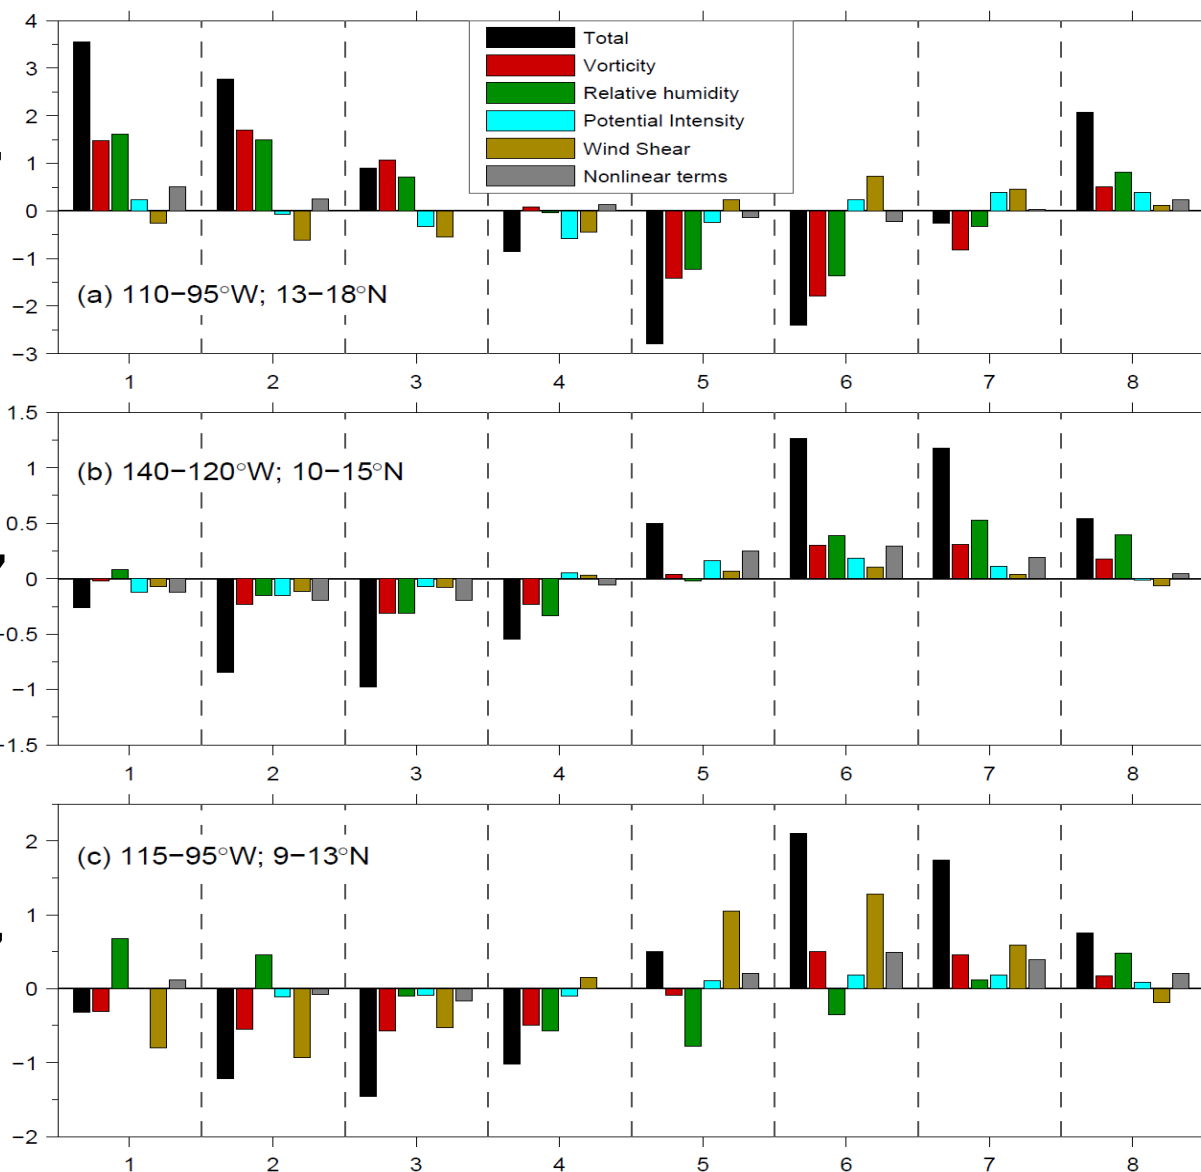 4
3
2
1
0
−1
−2
−3
Total
Vorticity
Relative humidity
Potential Intensity
Wind Shear
Nonlinear terms
(a) 110−95°W; 13−18°N
1 2 3 4 5 6 7 8
1.5
1
0.5
0
−0.5
−1
−1.5
(b) 140−120°W; 10−15°N
1 2 3 4 5 6 7 8
2
1
0
−1
−2
(c) 115−95°W; 9−13°N
1 2 3 4 5 6 7 8